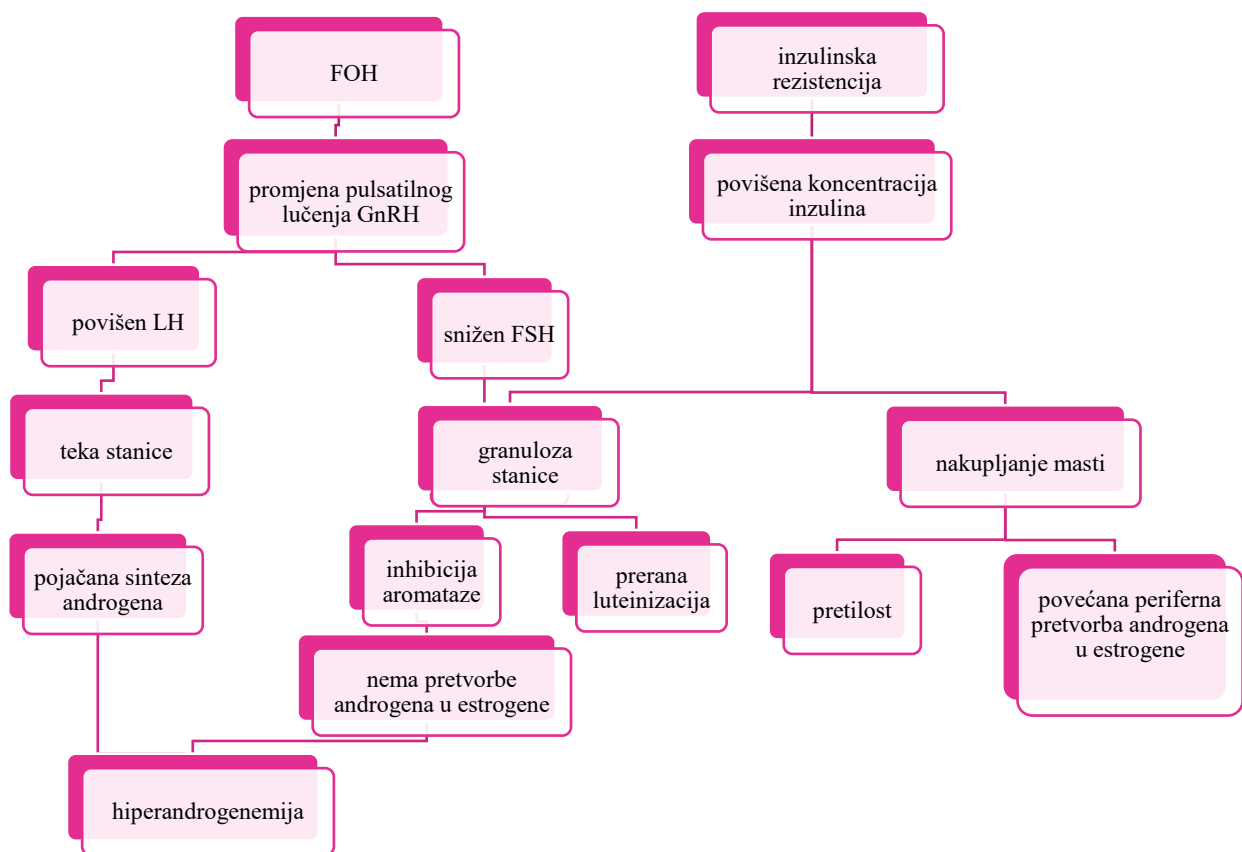 FOH
inzulinska
rezistencija
promjena pulsatilnog
lučenja GnRH
povišena koncentracija
inzulina
povišen LH
snižen FSH
teka stanice
granuloza
stanice
nakupljanje masti
pojačana sinteza
androgena
inhibicija
aromataze
prerana
luteinizacija
pretilost
povećana periferna
pretvorba androgena
u estrogene
nema pretvorbe
androgena u estrogene
hiperandrogenemija